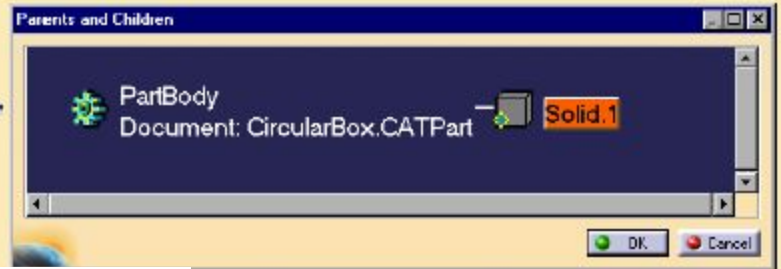 Parents and Children
PartBody
Document: CircularBox.CATPart
Solid.1
OK
Cancel